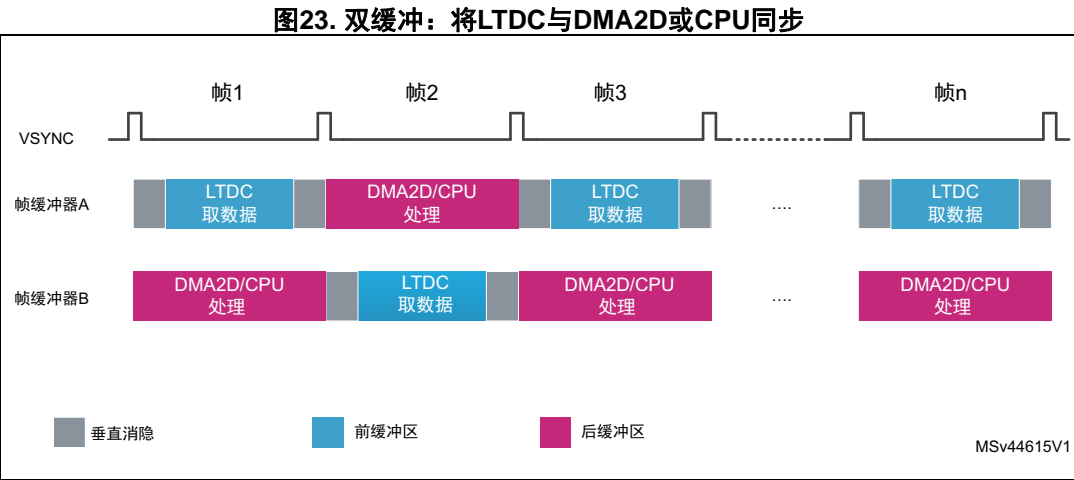 图23. 双缓冲：将LTDC与DMA2D或CPU同步
帧1 帧2 帧3 帧n
VSYNC
帧缓冲器A
LTDC
取数据
DMA2D/CPU
处理
LTDC
取数据
....
LTDC
取数据
帧缓冲器B
DMA2D/CPU
处理
LTDC
取数据
DMA2D/CPU
处理
....
DMA2D/CPU
处理
垂直消隐 前缓冲区 后缓冲区
MSv44615V1